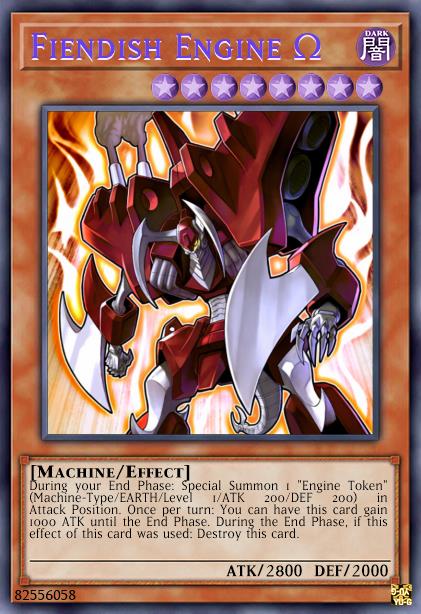 Fiendish Engine Ω
DARK
闇
[Machine/Effect]
During your End Phase: Special Summon 1 "Engine Token"
(Machine-Type/EARTH/Level 1/ATK 200/DEF 200) in
Attack Position. Once per turn: You can have this card gain
1000 ATK until the End Phase. During the End Phase, if this
effect of this card was used: Destroy this card.
ATK/2800 DEF/2000
82556058